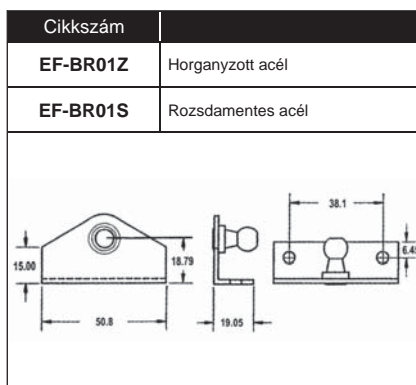 Cikkszám
EF-BR01Z Horganyzott acél
EF-BR01S Rozsdamentes acél
38.1
6.45
15.00
18.79
50.8
19.05